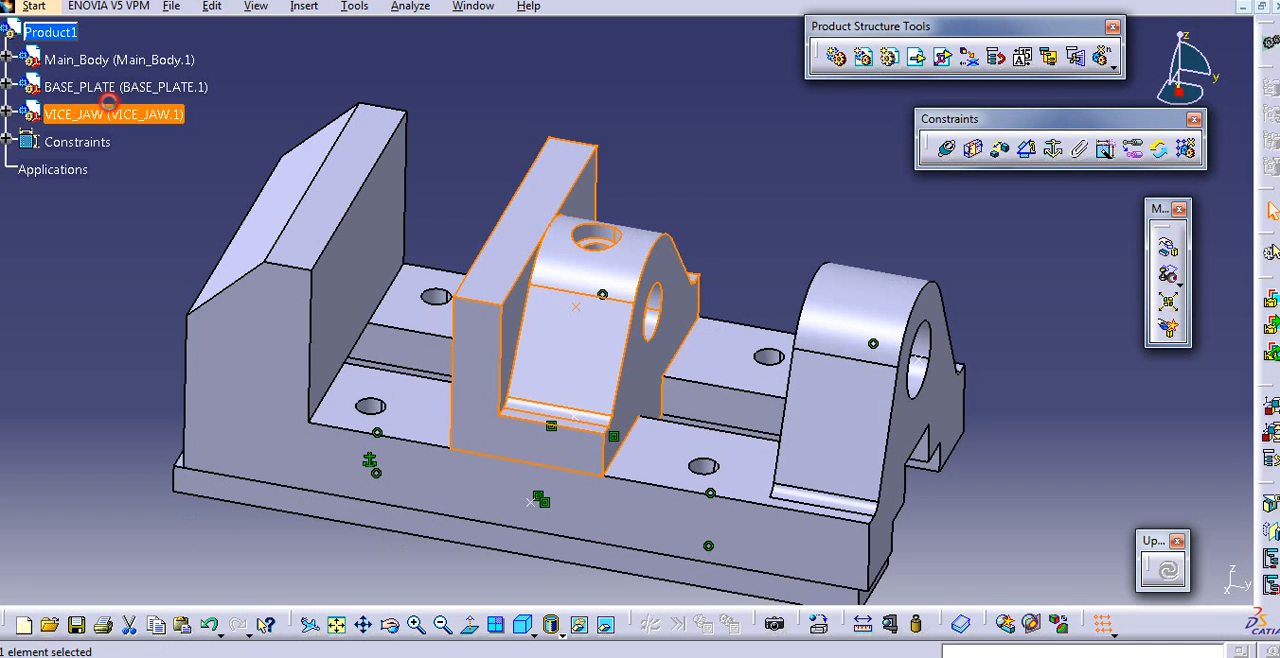 Start ENOVIA V5 VPM File Edit View Insert Tools Analyze Window Help
Product1
Main_Body (Main_Body.1)
BASE_PLATE (BASE_PLATE.1)
VICE_JAW (VICE_JAW.1)
Constraints
Applications
Product Structure Tools
Constraints
M...
Up...
z
y
z
y
x
CATIA
1 element selected